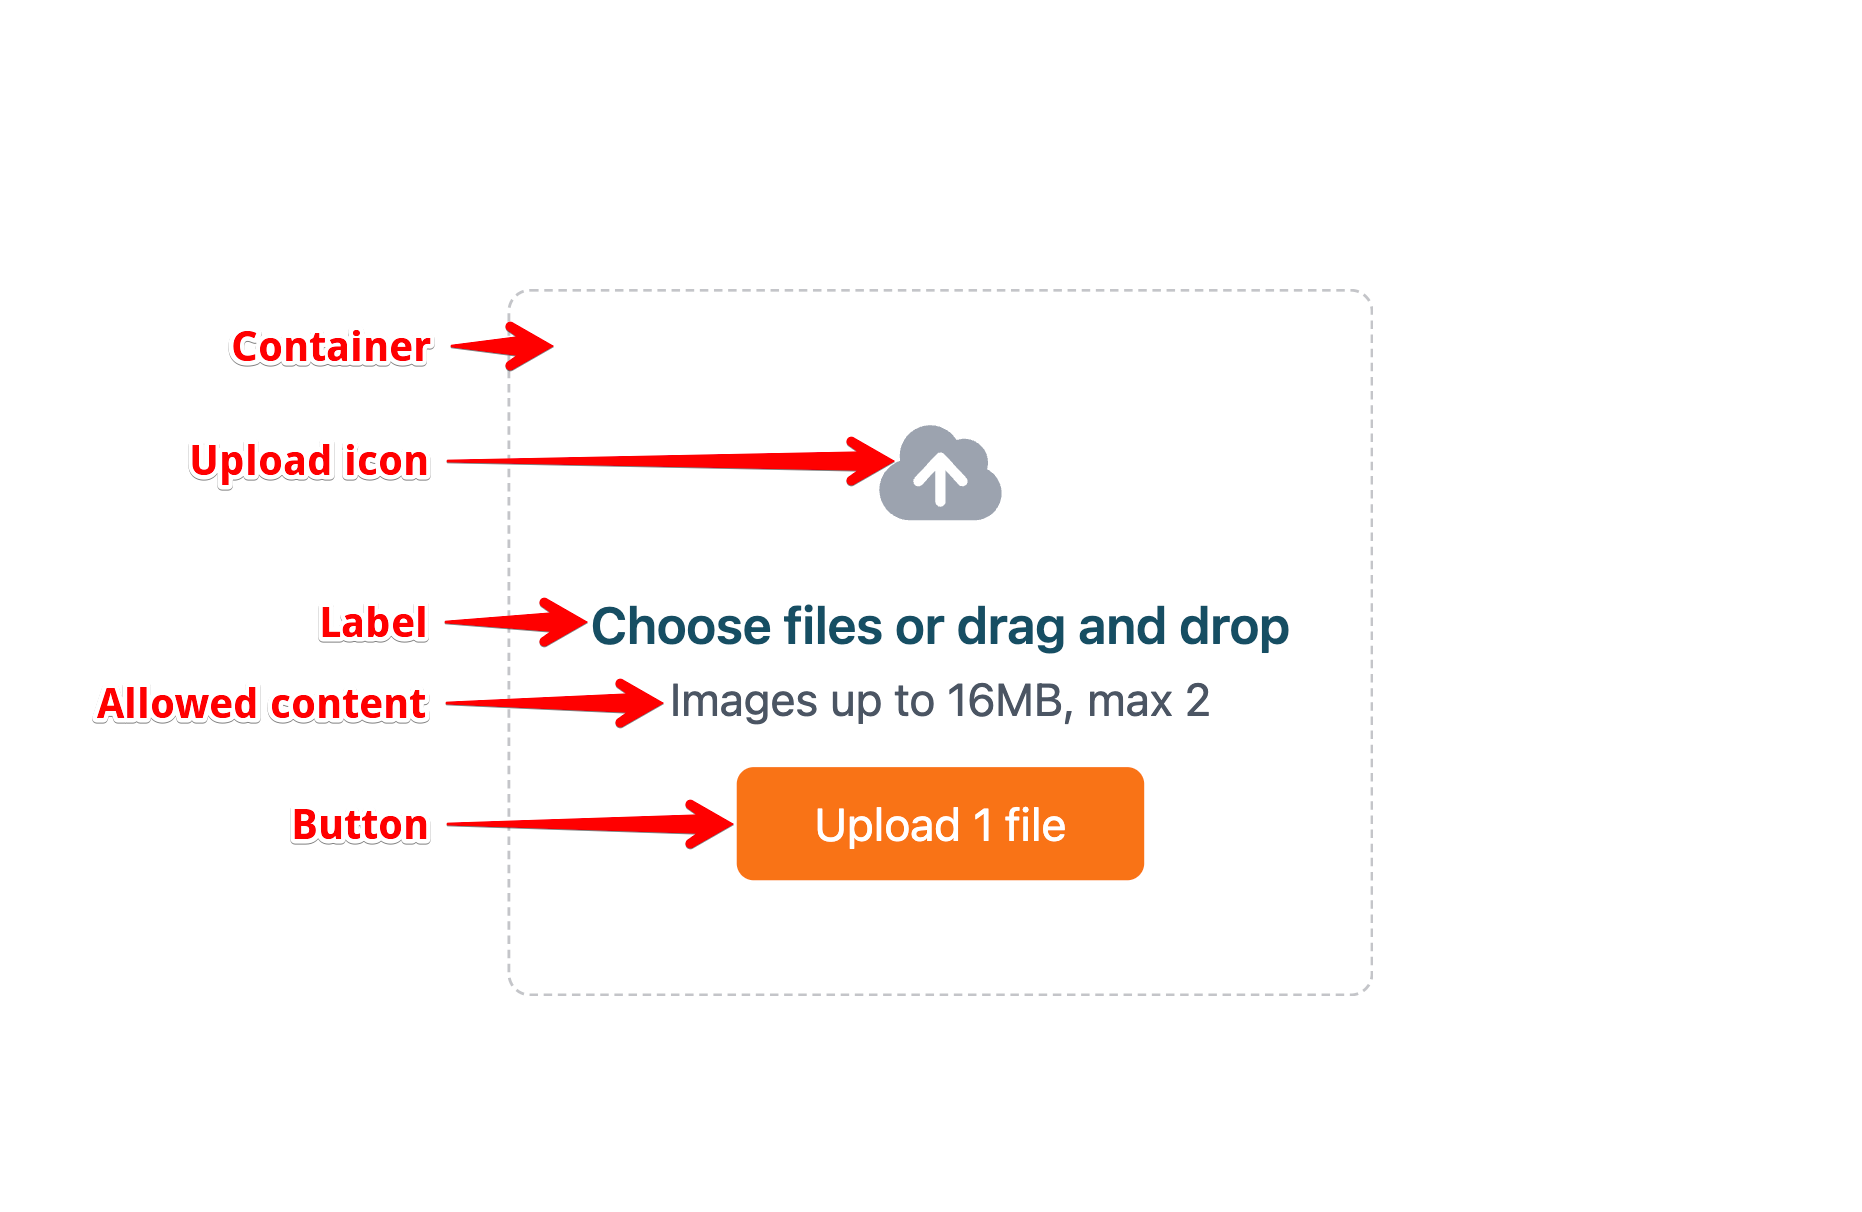 Container
Upload icon
Label
Choose files or drag and drop
Allowed content
Images up to 16MB, max 2
Button
Upload 1 file